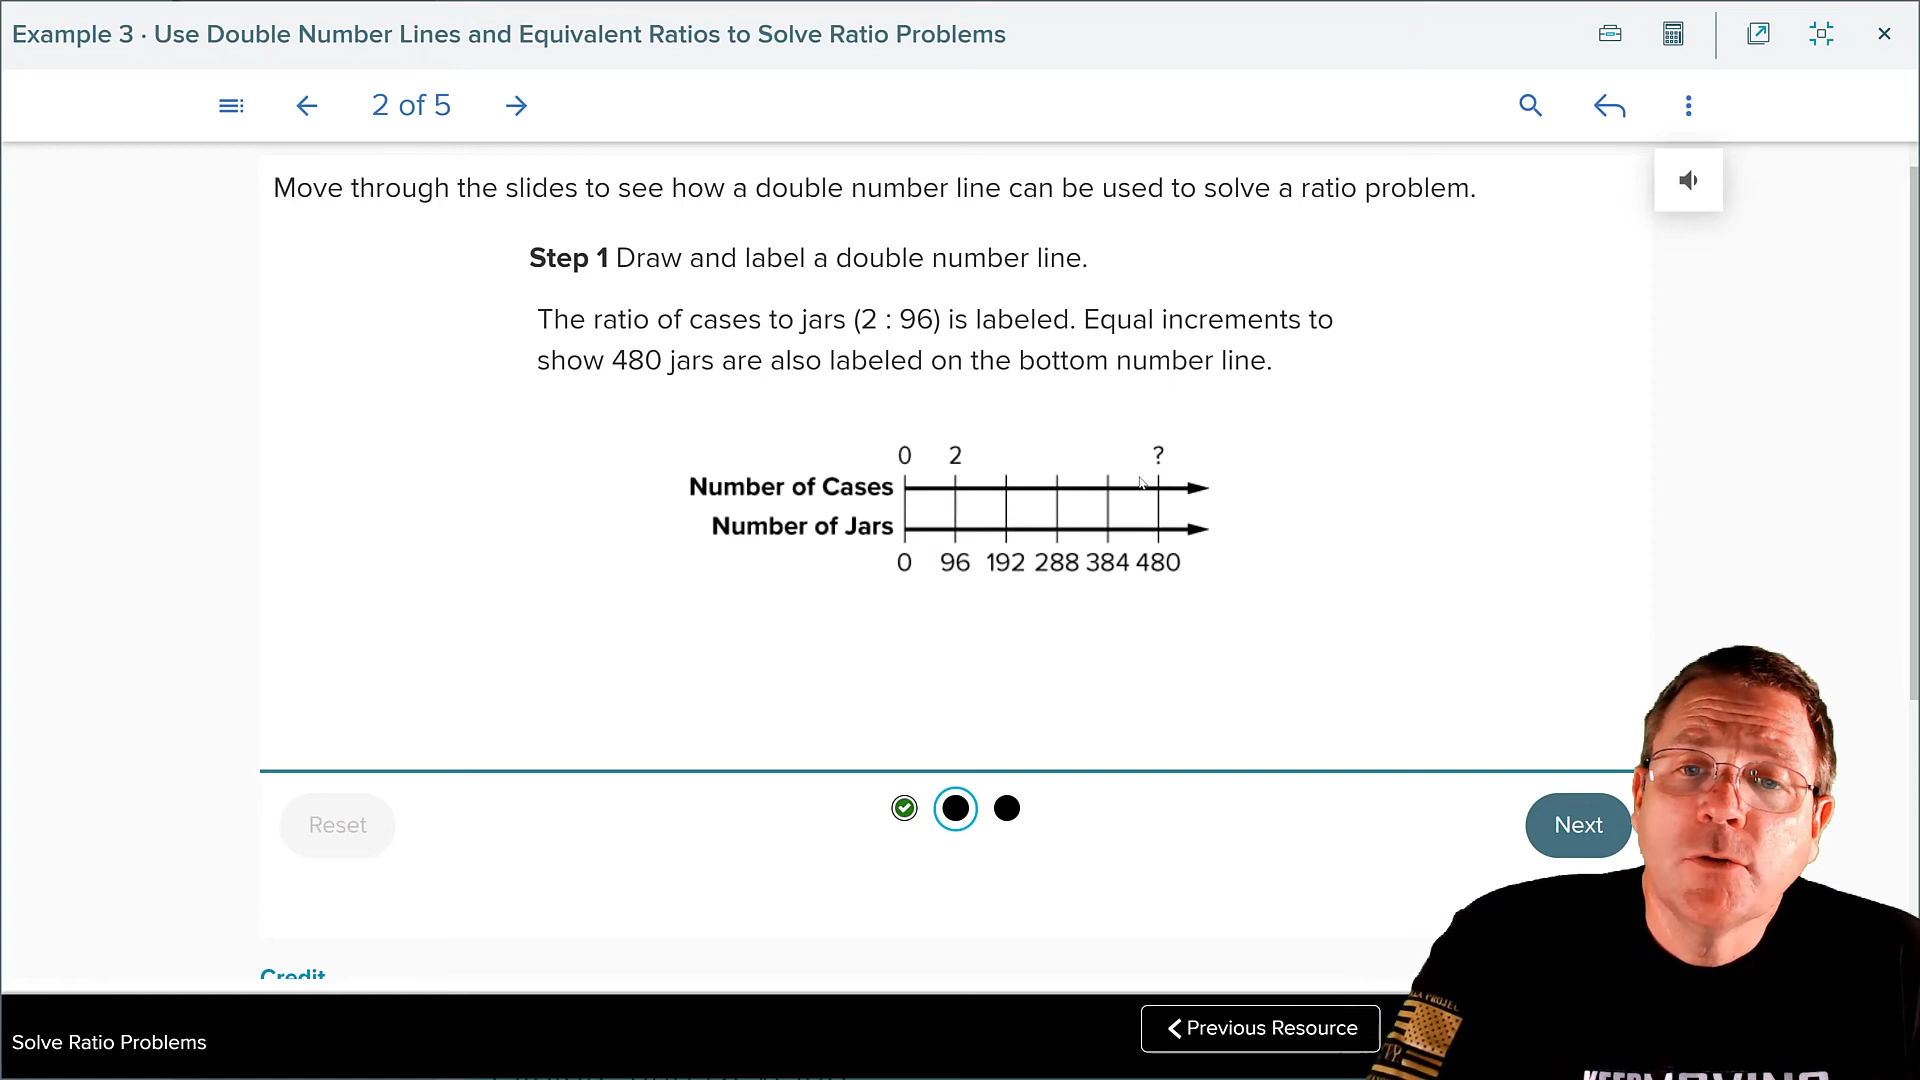 Example 3 · Use Double Number Lines and Equivalent Ratios to Solve Ratio Problems
2 of 5
Move through the slides to see how a double number line can be used to solve a ratio problem.
Step 1 Draw and label a double number line.
The ratio of cases to jars (2 : 96) is labeled. Equal increments to
show 480 jars are also labeled on the bottom number line.
0 2 ?
Number of Cases
Number of Jars
0 96 192 288 384 480
Reset
Next
Credit
Previous Resource
Solve Ratio Problems
KEEP MOVING